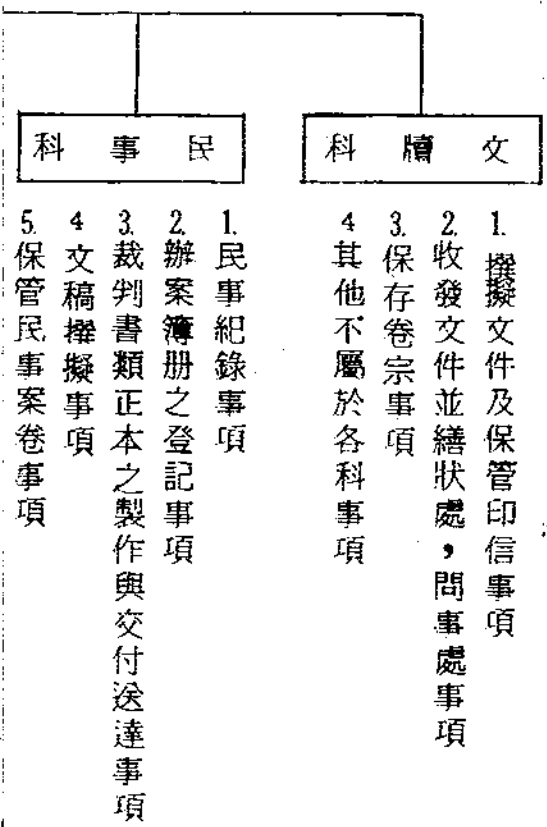 文牘科
1.撰擬文件及保管印信事項
2.收發文件並繕狀處，問事處事項
3.保存卷宗事項
4其他不屬於各科事項
民事科
1.民事紀錄事項
2.辦案簿册之登記事項
3.裁判書類正本之製作與交付送達事項
4文稿撰擬事項
5.保管民事案卷事項